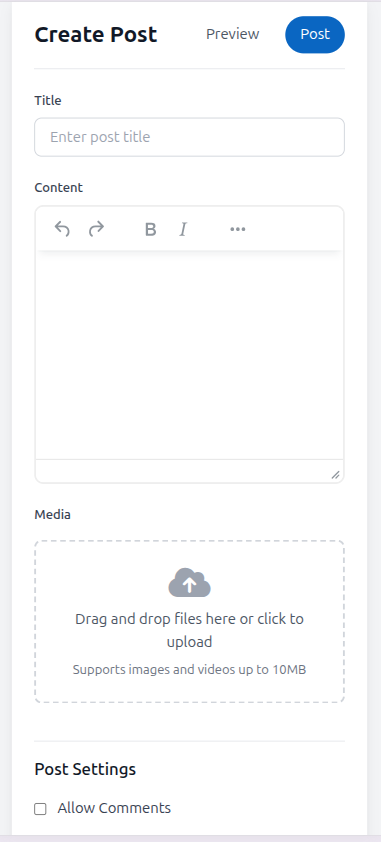 Create Post
Preview
Post
Title
Enter post title
Content
B
I
Media
Drag and drop files here or click to
upload
Supports images and videos up to 10MB
Post Settings
Allow Comments